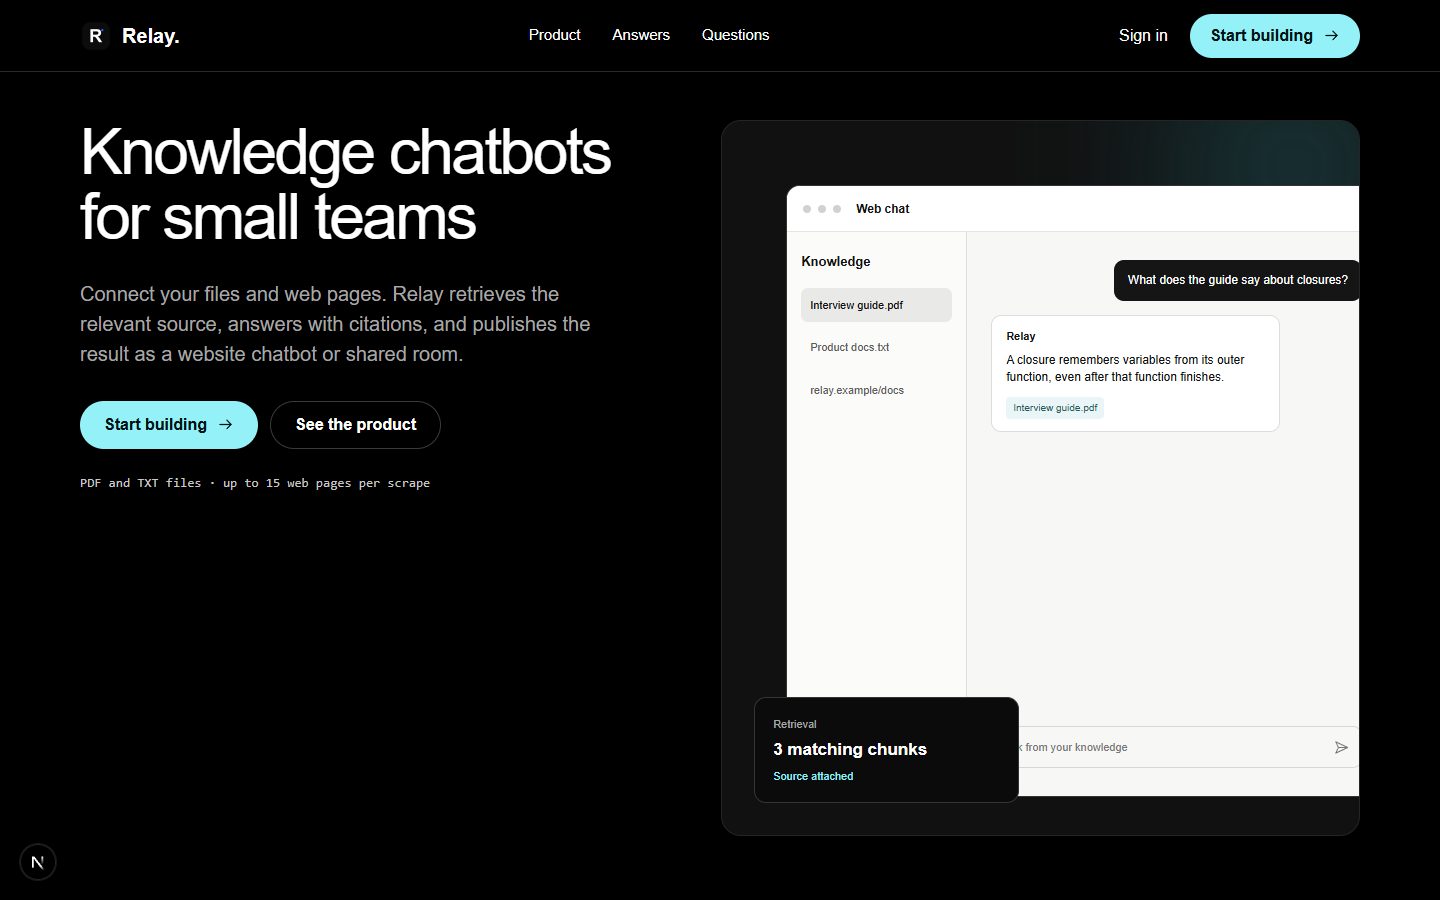 R Relay.
Product
Answers
Questions
Sign in
Start building →
Knowledge chatbots
for small teams
Connect your files and web pages. Relay retrieves the
relevant source, answers with citations, and publishes the
result as a website chatbot or shared room.
Start building →
See the product
PDF and TXT files · up to 15 web pages per scrape
Web chat
Knowledge
Interview guide.pdf
Product docs.txt
relay.example/docs
What does the guide say about closures?
Relay
A closure remembers variables from its outer
function, even after that function finishes.
Interview guide.pdf
from your knowledge
Retrieval
3 matching chunks
Source attached
N